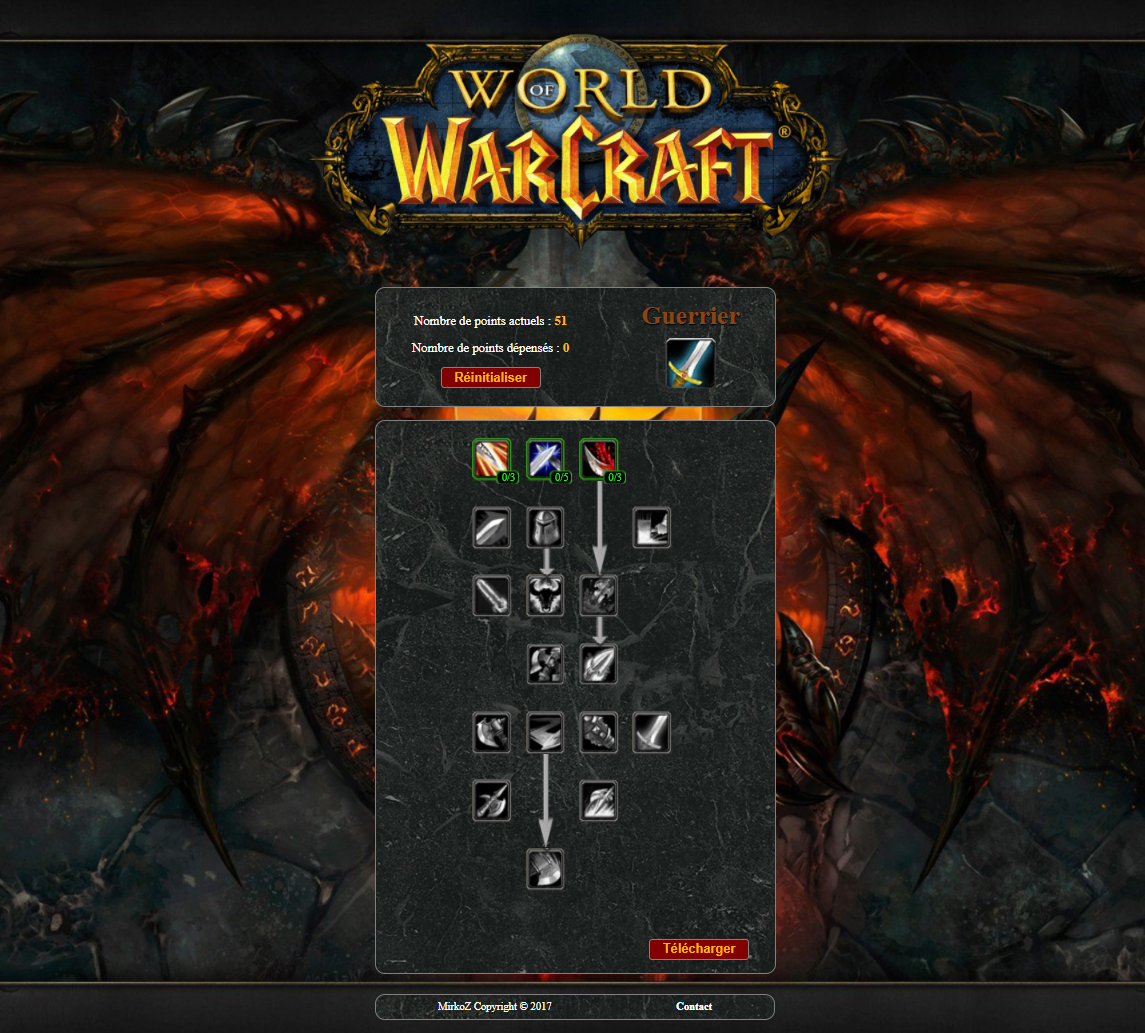 WORLD
OF
WARCRAFT®
Nombre de points actuels : 51
Guerrier
Nombre de points dépensés : 0
Réinitialiser
0/3 0/5 0/3
Télécharger
MirkoZ Copyright © 2017 Contact